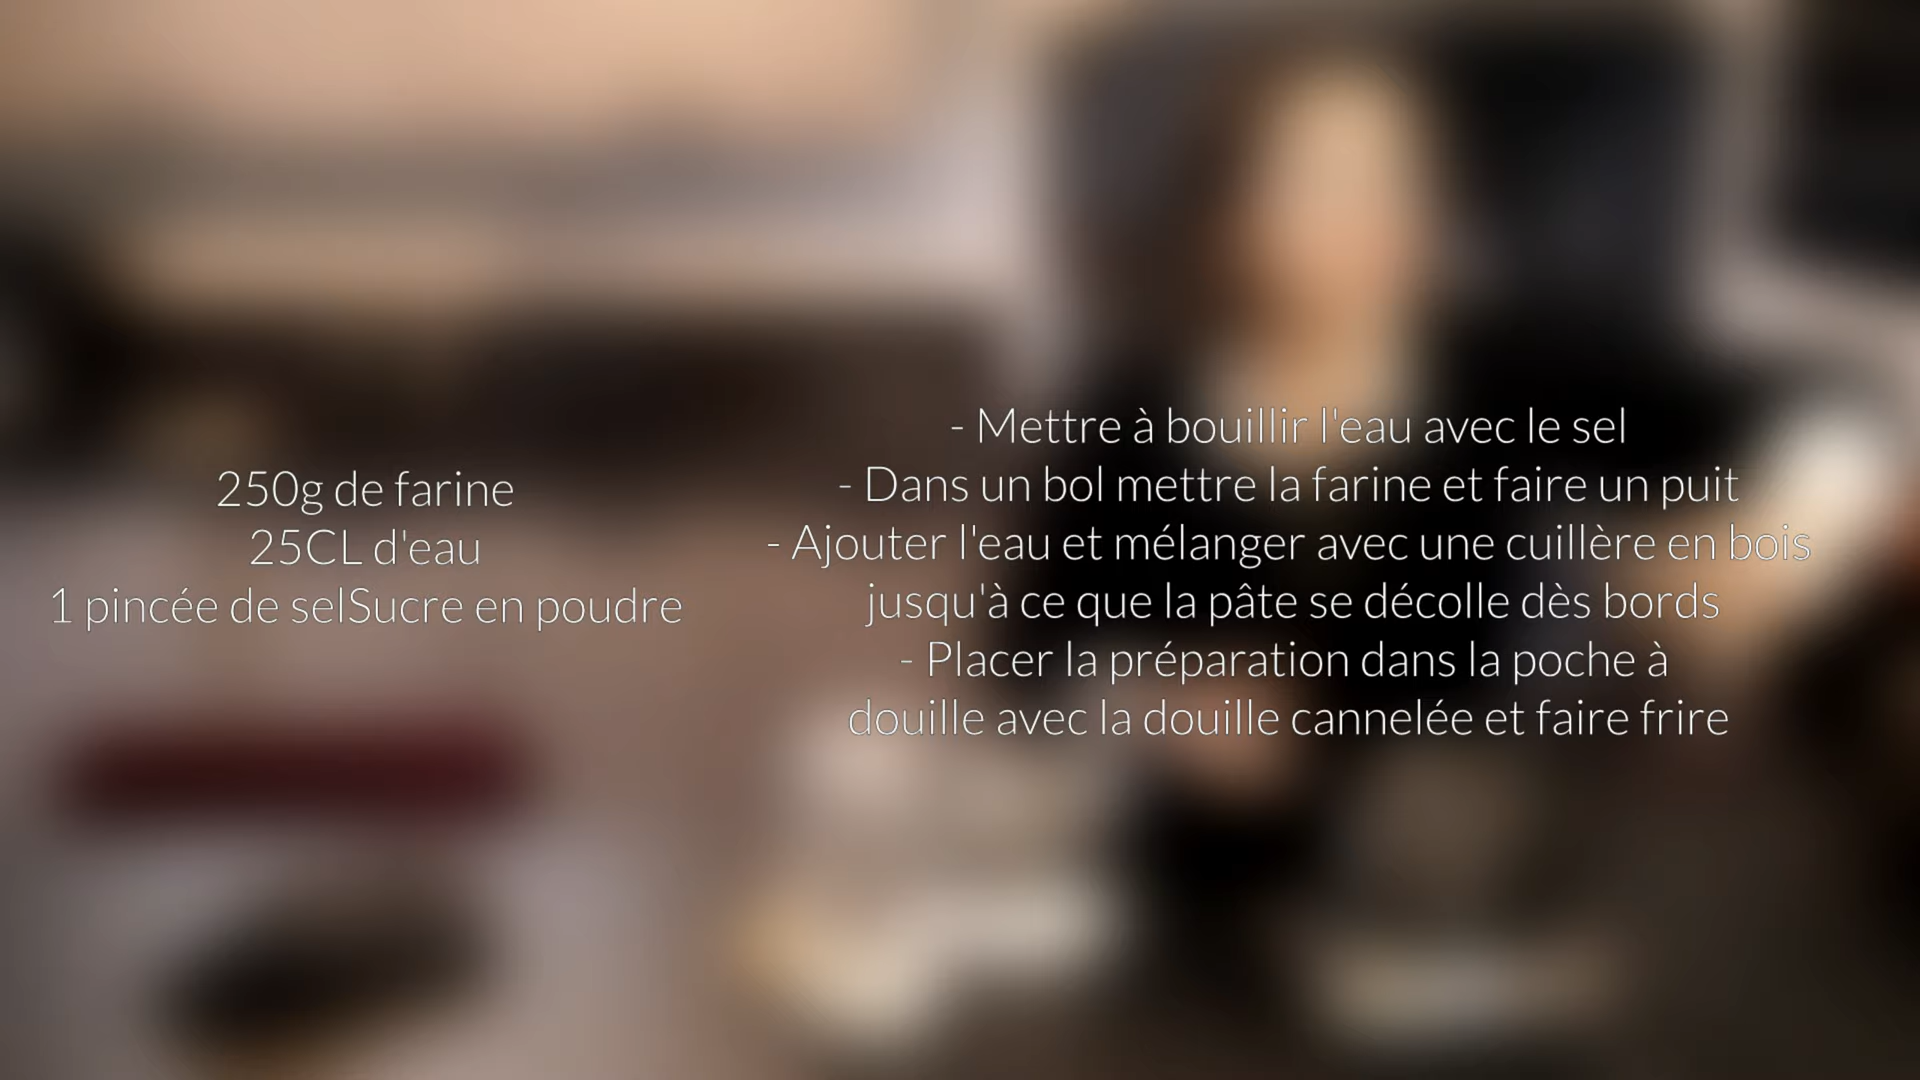 250g de farine
25CL d'eau
1 pincée de selSucre en poudre
- Mettre à bouillir l'eau avec le sel
- Dans un bol mettre la farine et faire un puit
- Ajouter l'eau et mélanger avec une cuillère en bois
jusqu'à ce que la pâte se décolle dès bords
- Placer la préparation dans la poche à
douille avec la douille cannelée et faire frire